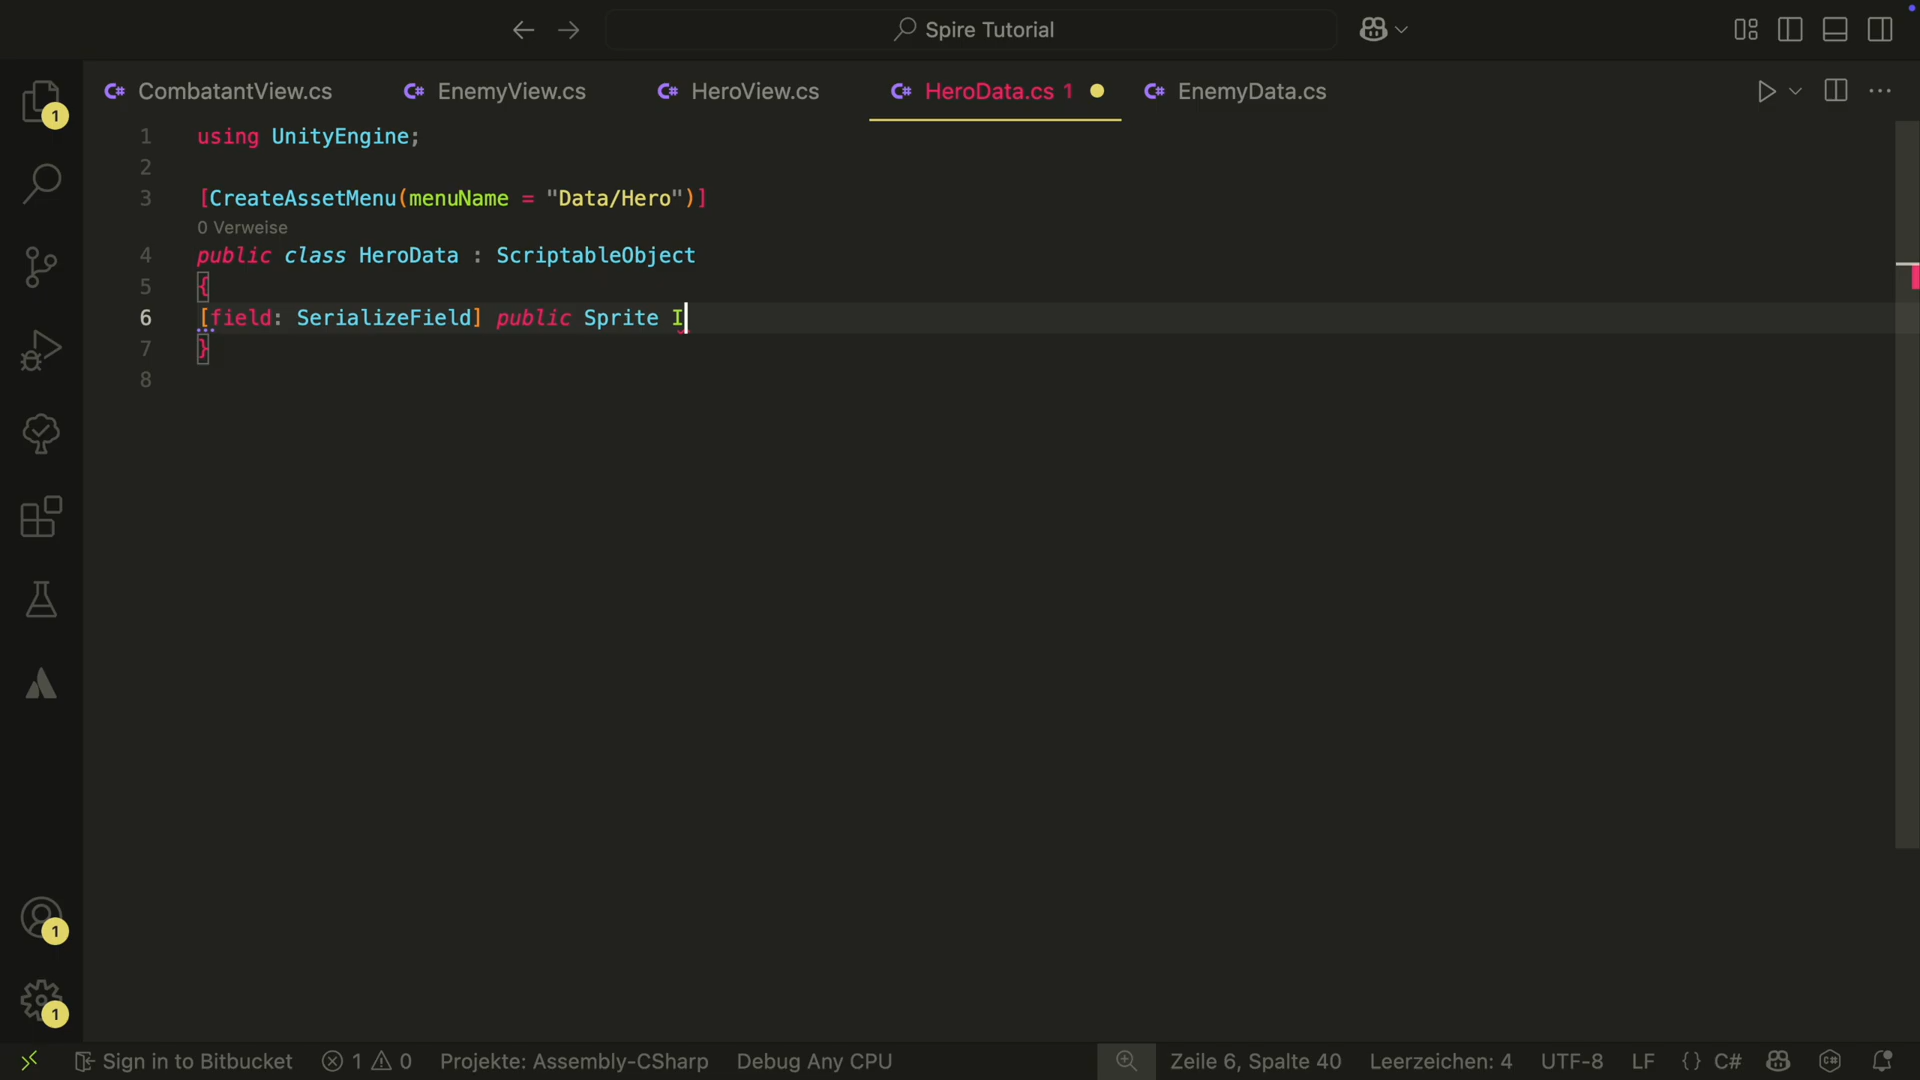 Spire Tutorial
CombatantView.cs
EnemyView.cs
HeroView.cs
HeroData.cs 1
EnemyData.cs
1 using UnityEngine;
2
3 [CreateAssetMenu(menuName = "Data/Hero")]
0 Verweise
4 public class HeroData : ScriptableObject
5 {
6 [field: SerializeField] public Sprite I
7 }
8
1
1
1
Sign in to Bitbucket 1 0 Projekte: Assembly-CSharp Debug Any CPU Zeile 6, Spalte 40 Leerzeichen: 4 UTF-8 LF {} C#